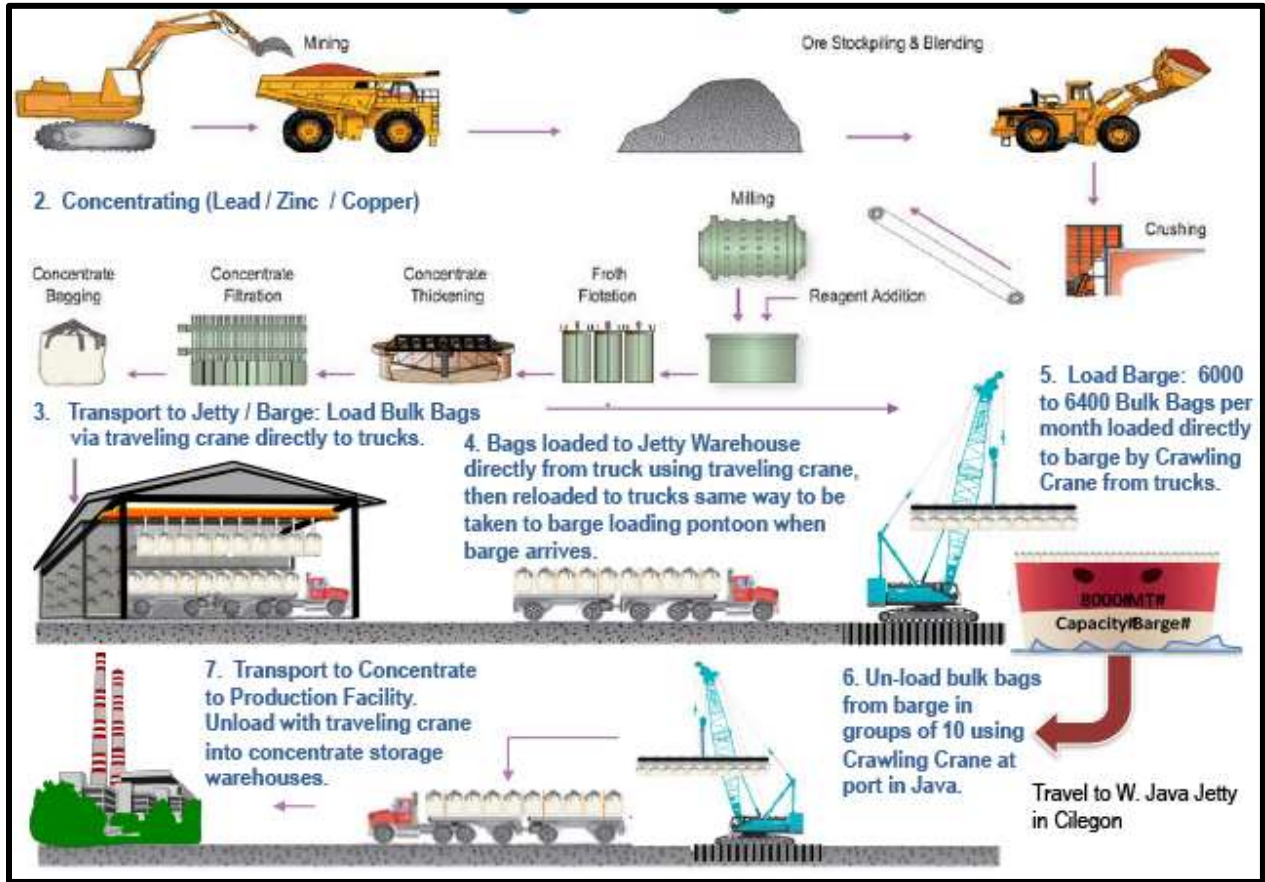 Mining
Ore Stockpiling & Blending
2. Concentrating (Lead / Zinc / Copper)
Milling
Crushing
Concentrate
Bagging
Concentrate
Filtration
Concentrate
Thickening
Froth
Flotation
Reagent Addition
3. Transport to Jetty / Barge: Load Bulk Bags
via traveling crane directly to trucks.
4. Bags loaded to Jetty Warehouse
directly from truck using traveling crane,
then reloaded to trucks same way to be
taken to barge loading pontoon when
barge arrives.
5. Load Barge: 6000
to 6400 Bulk Bags per
month loaded directly
to barge by Crawling
Crane from trucks.
8000#MT#
Capacity#Barge#
7. Transport to Concentrate
to Production Facility.
Unload with traveling crane
into concentrate storage
warehouses.
6. Un-load bulk bags
from barge in
groups of 10 using
Crawling Crane at
port in Java.
Travel to W. Java Jetty
in Cilegon